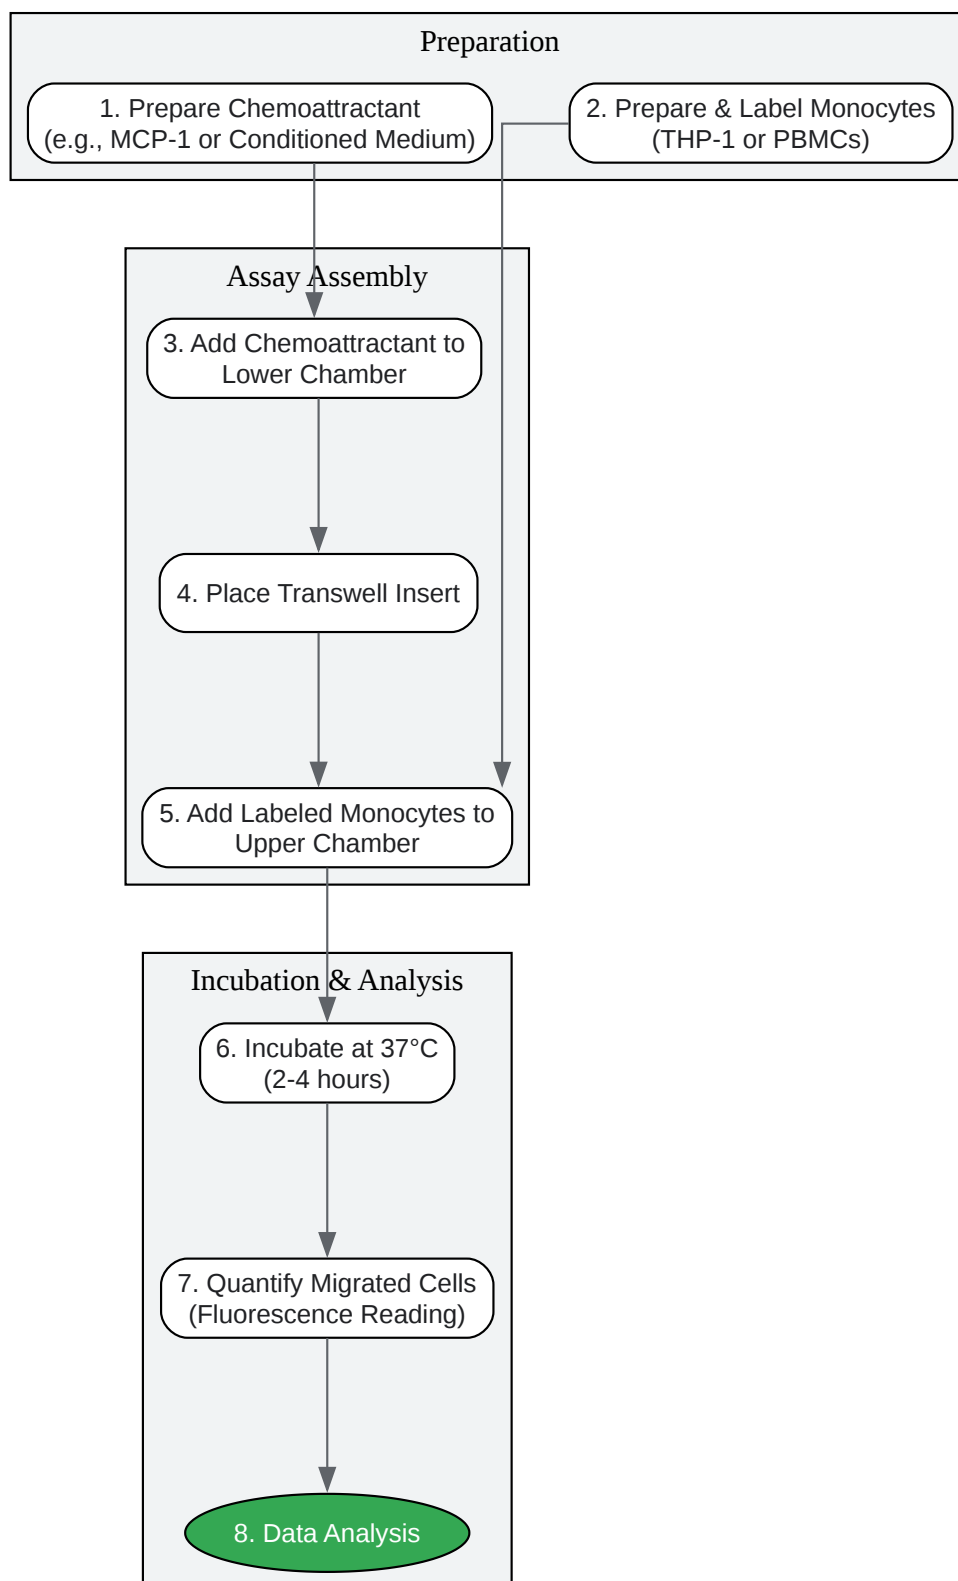 Preparation
1. Prepare Chemoattractant
(e.g., MCP-1 or Conditioned Medium)
2. Prepare & Label Monocytes
(THP-1 or PBMCs)
Assay Assembly
3. Add Chemoattractant to
Lower Chamber
4. Place Transwell Insert
5. Add Labeled Monocytes to
Upper Chamber
Incubation & Analysis
6. Incubate at 37°C
(2-4 hours)
7. Quantify Migrated Cells
(Fluorescence Reading)
8. Data Analysis